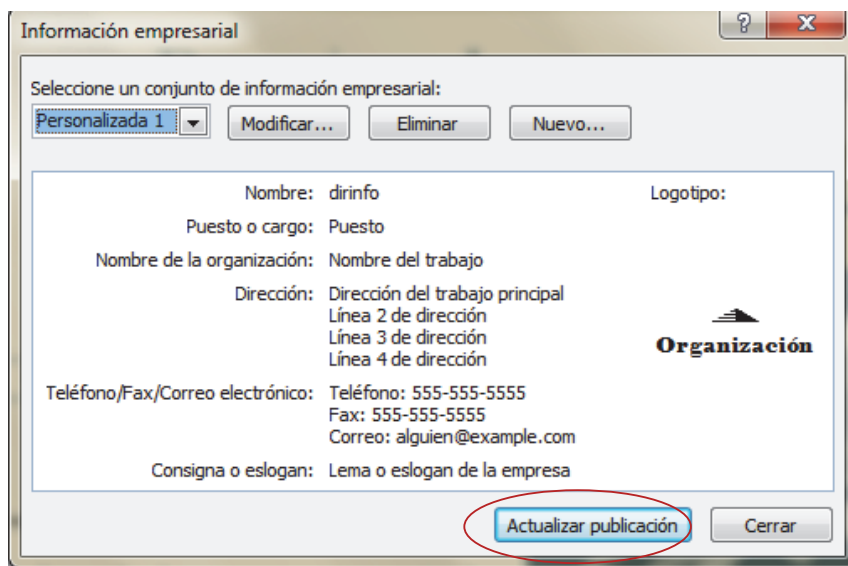 Información empresarial
Seleccione un conjunto de información empresarial:
Personalizada 1 Modificar... Eliminar Nuevo...
Nombre: dirinfo Logotipo:
Puesto o cargo: Puesto
Nombre de la organización: Nombre del trabajo
Dirección: Dirección del trabajo principal
Línea 2 de dirección
Línea 3 de dirección
Línea 4 de dirección
Organización
Teléfono/Fax/Correo electrónico: Teléfono: 555-555-5555
Fax: 555-555-5555
Correo: alguien@example.com
Consigna o eslogan: Lema o eslogan de la empresa
Actualizar publicación Cerrar